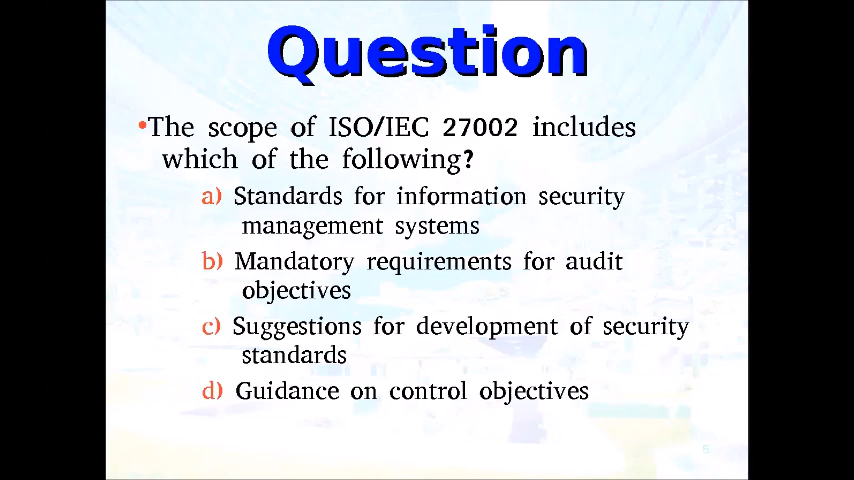 Question
•The scope of ISO/IEC 27002 includes
which of the following?
a) Standards for information security
management systems
b) Mandatory requirements for audit
objectives
c) Suggestions for development of security
standards
d) Guidance on control objectives